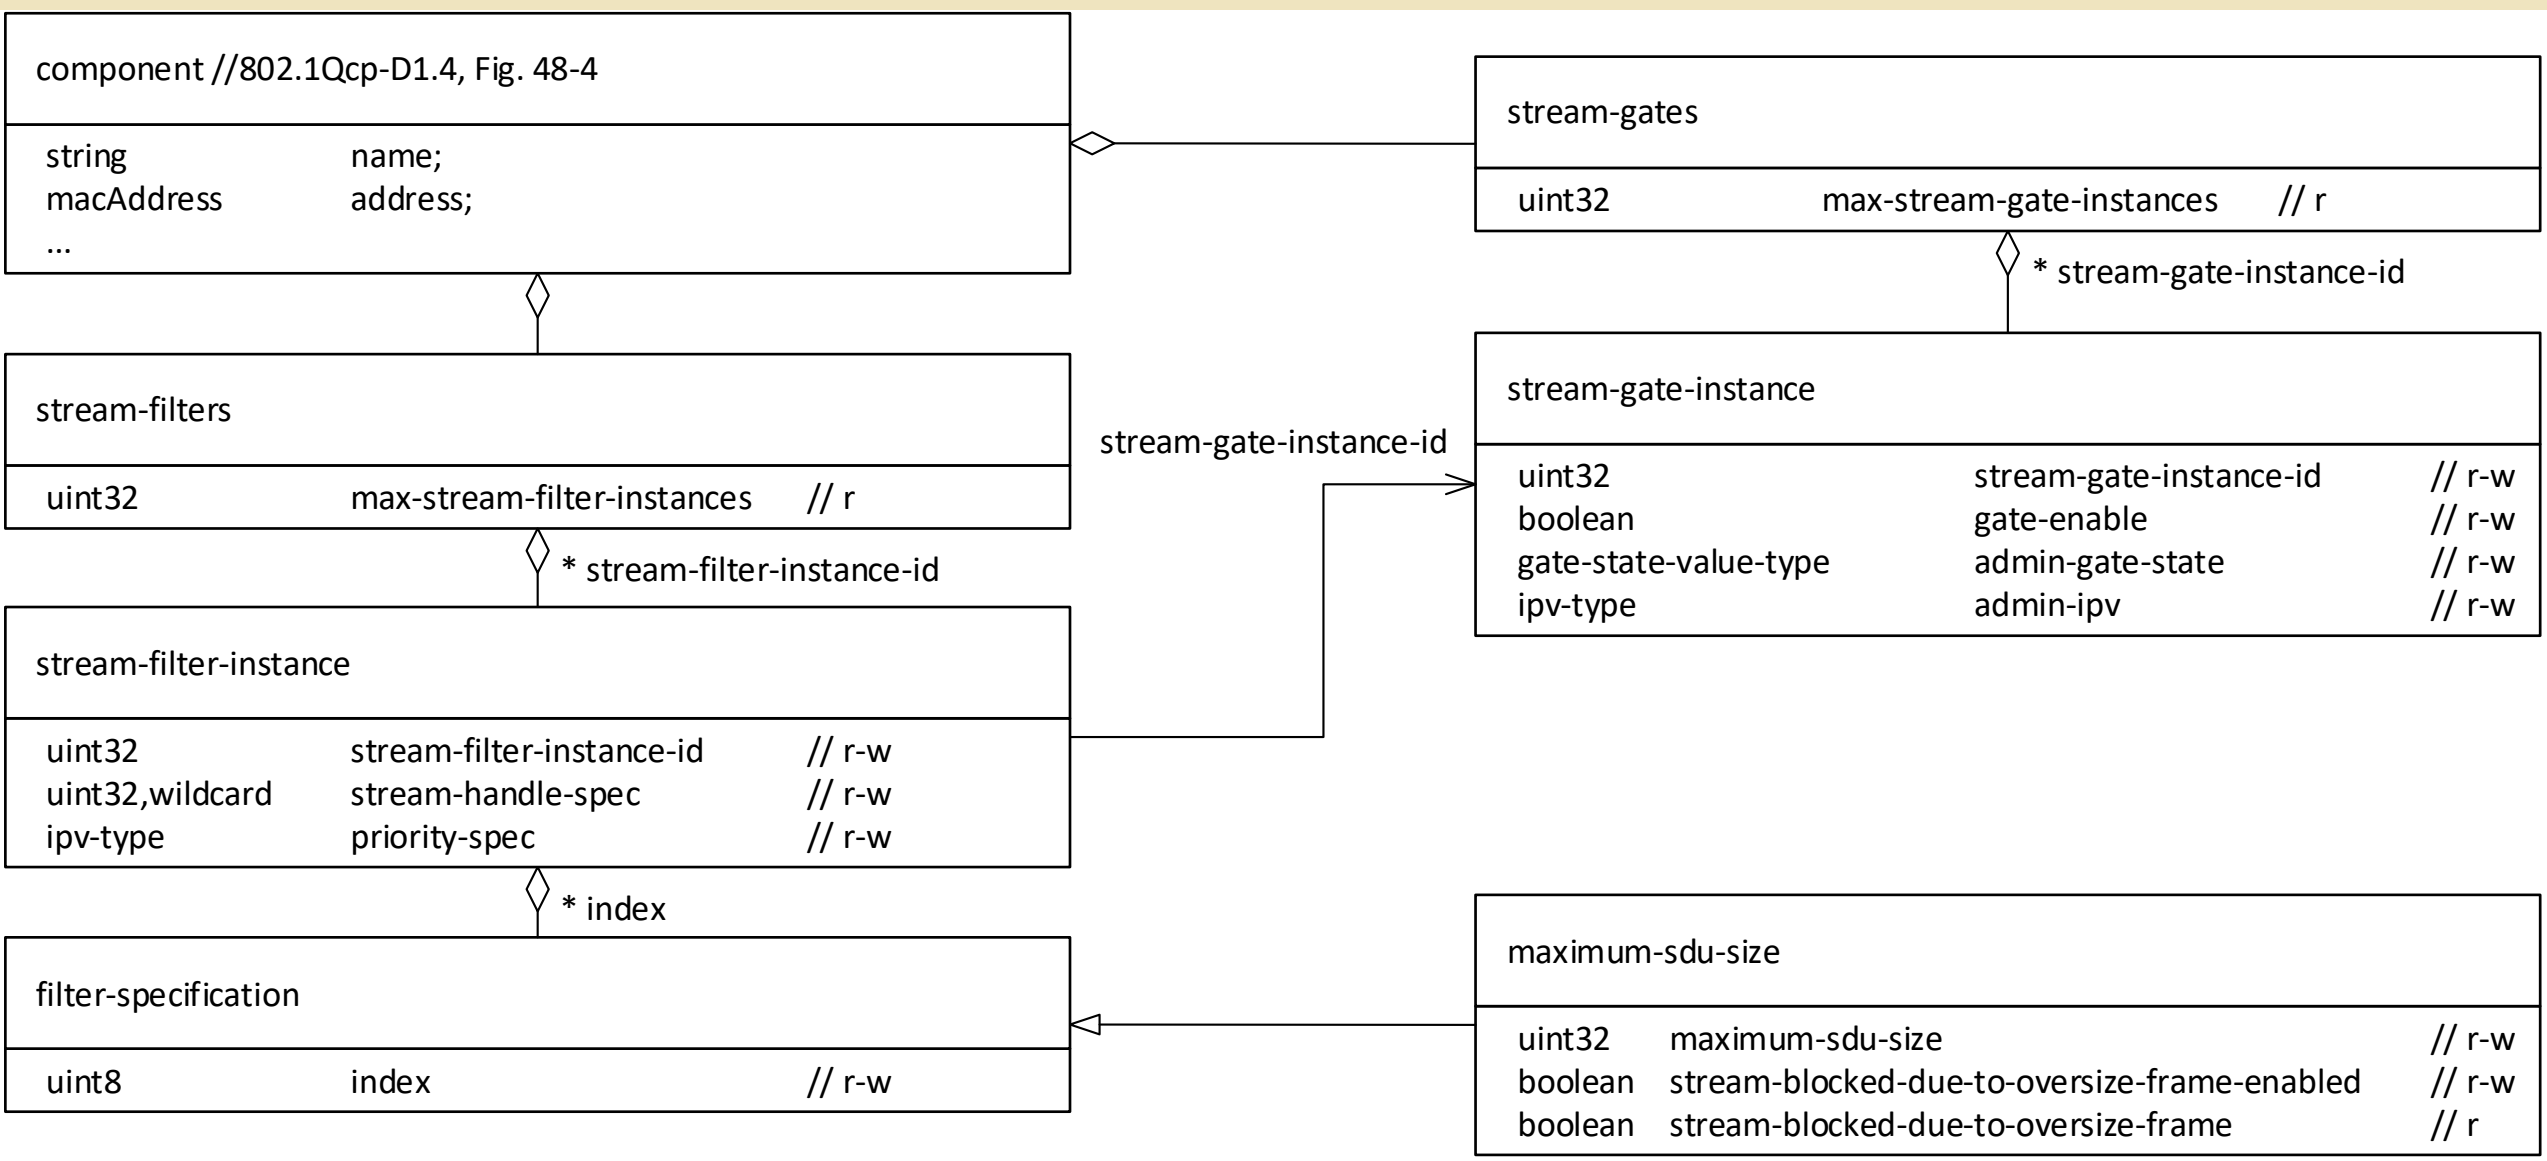 component //802.1Qcp-D1.4, Fig. 48-4
string name;
macAddress address;
...
stream-gates
uint32 max-stream-gate-instances // r
* stream-gate-instance-id
stream-filters
uint32 max-stream-filter-instances // r
* stream-filter-instance-id
stream-gate-instance-id
stream-gate-instance
uint32 stream-gate-instance-id // r-w
boolean gate-enable // r-w
gate-state-value-type admin-gate-state // r-w
ipv-type admin-ipv // r-w
stream-filter-instance
uint32 stream-filter-instance-id // r-w
uint32,wildcard stream-handle-spec // r-w
ipv-type priority-spec // r-w
* index
filter-specification
uint8 index // r-w
maximum-sdu-size
uint32 maximum-sdu-size // r-w
boolean stream-blocked-due-to-oversize-frame-enabled // r-w
boolean stream-blocked-due-to-oversize-frame // r